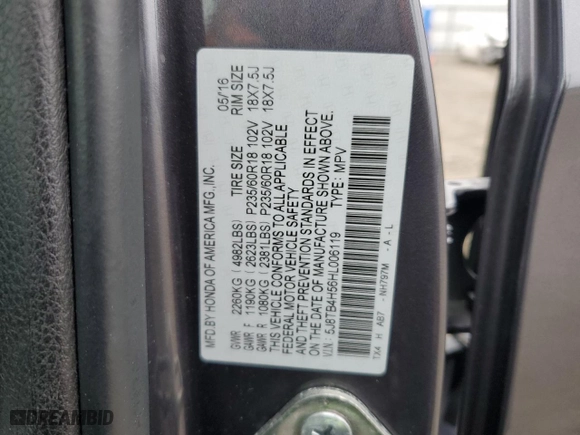 MFD.BY HONDA OF AMERICA MFG.,INC. 05/16
TIRE SIZE RIM SIZE
GVWR 2260KG (4982LBS)
GAWR F 1190KG (2623LBS) P235/60R18 102V 18X7.5J
GAWR R 1080KG (2381LBS) P235/60R18 102V 18X7.5J
THIS VEHICLE CONFORMS TO ALL APPLICABLE
FEDERAL MOTOR VEHICLE SAFETY
AND THEFT PREVENTION STANDARDS IN EFFECT
ON THE DATE OF MANUFACTURE SHOWN ABOVE.
V.I.N.: 5J8TB4H56HL006119 TYPE: MPV
TX4 H AB7 NH797M -A-L
DREAMBID